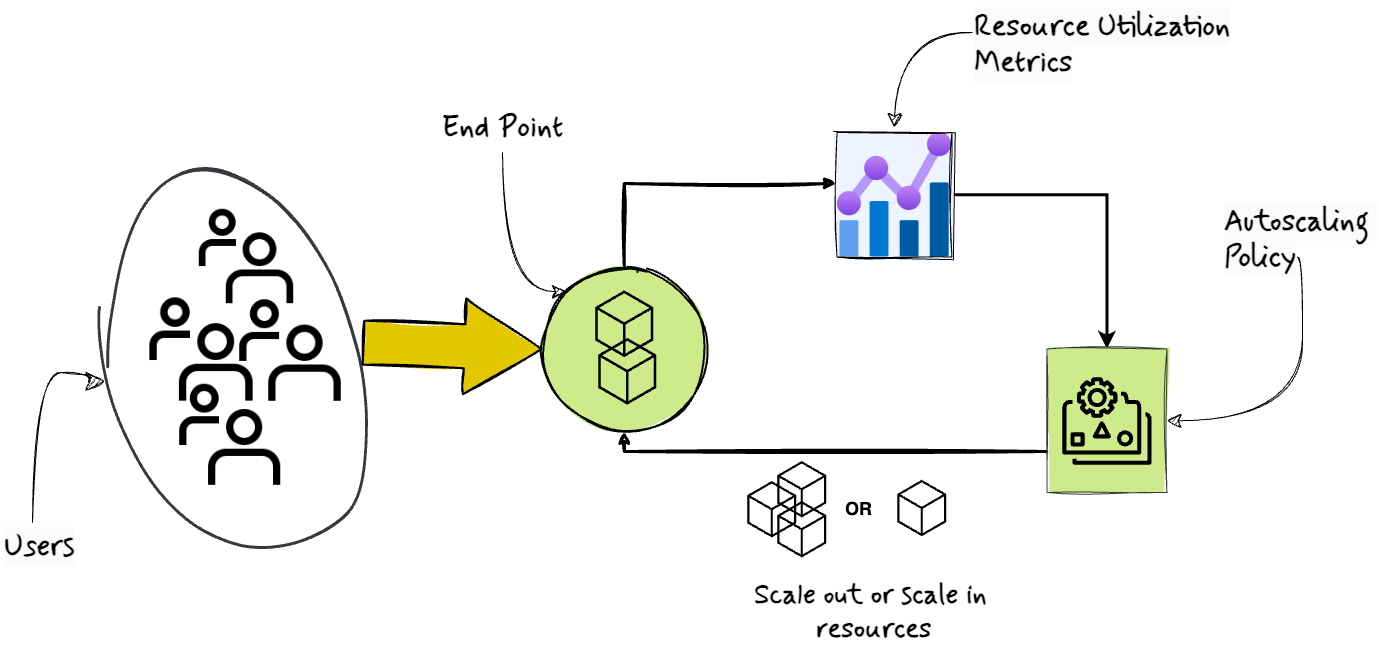 Resource Utilization
Metrics
End Point
Autoscaling
Policy
Users
OR
Scale out or scale in
resources